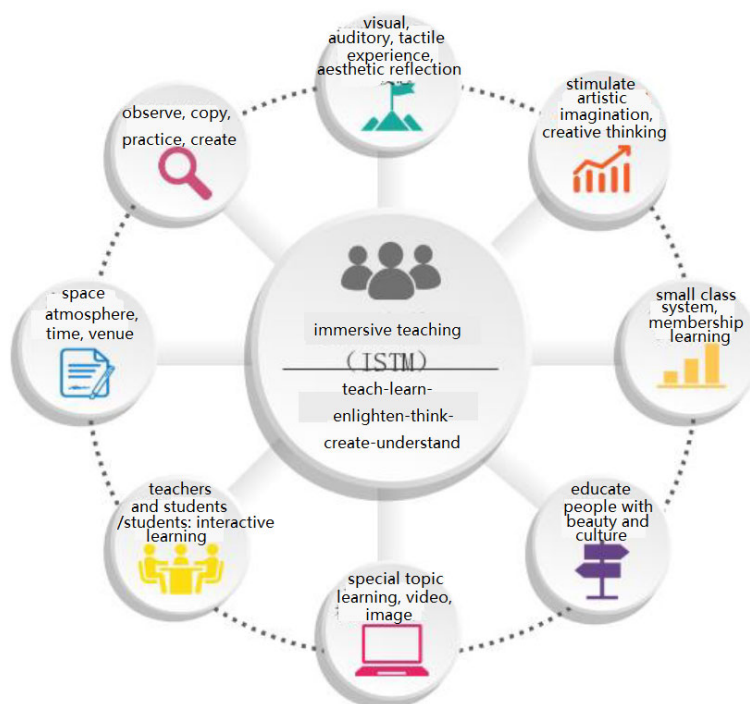 visual,
auditory, tactile
experience,
aesthetic reflection
stimulate
artistic
imagination,
creative thinking
small class
system,
membership
learning
educate
people with
beauty and
culture
special topic
learning, video,
image
teachers
and students
/students: interactive
learning
space
atmosphere,
time, venue
observe, copy,
practice, create
immersive teaching
(ISTM)
teach-learn-
enlighten-think-
create-understand